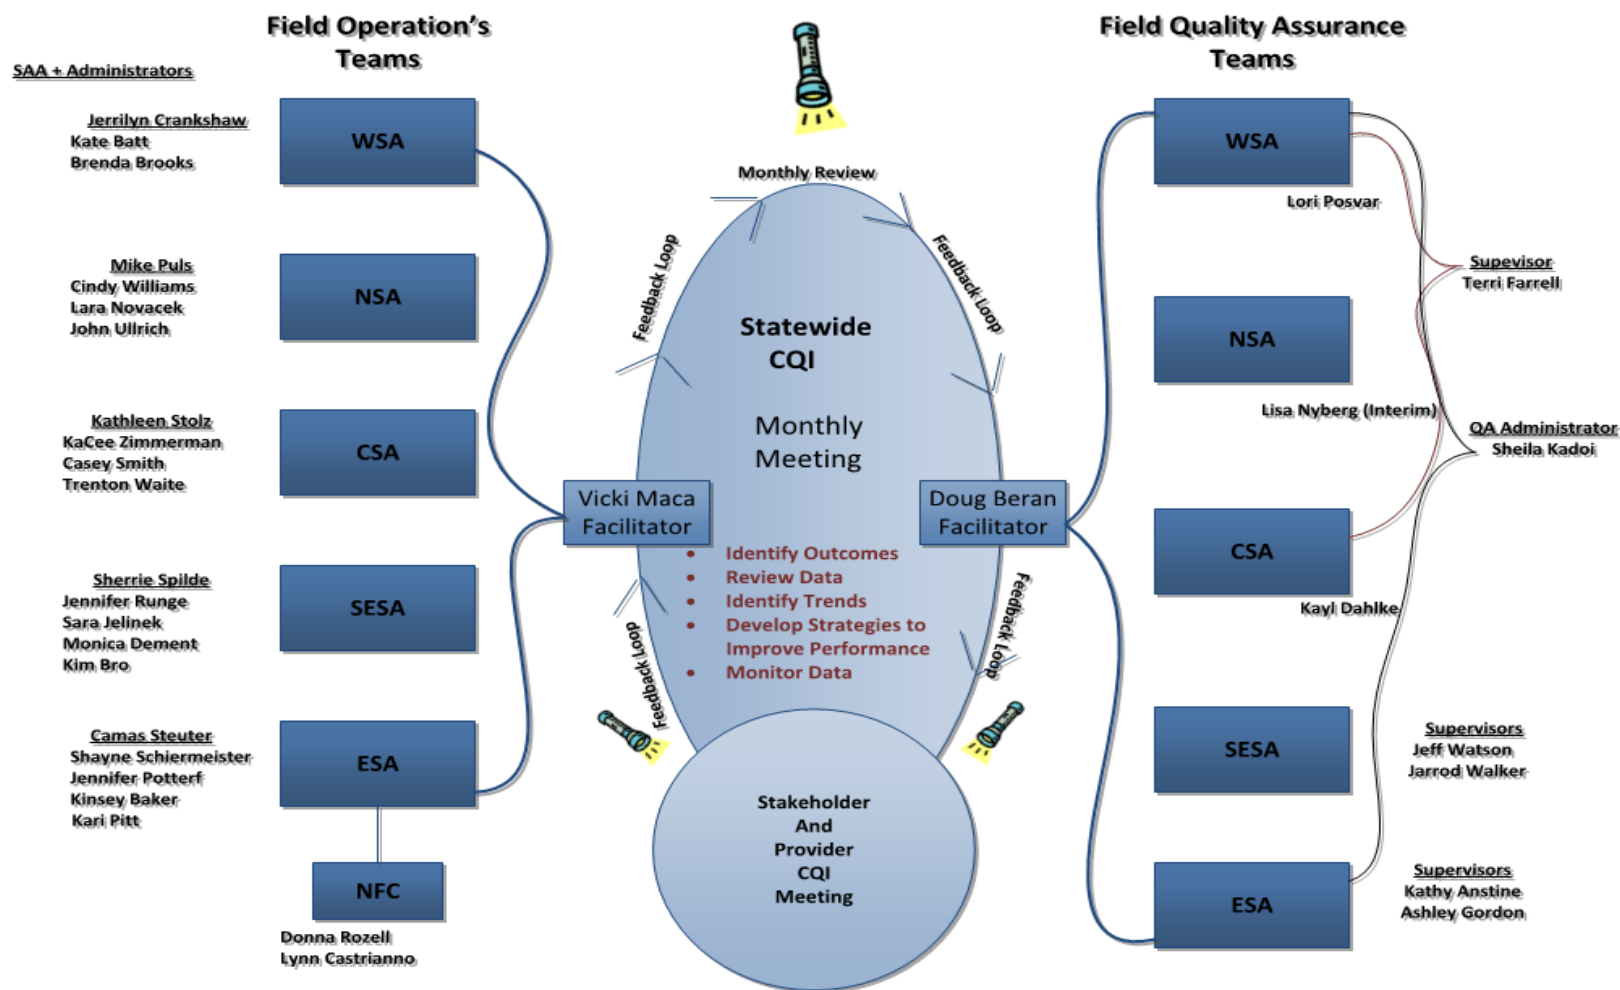 Field Operation's
Teams
SAA + Administrators
Jerrilyn Crankshaw
Kate Batt
Brenda Brooks
WSA
Mike Puls
Cindy Williams
Lara Novacek
John Ullrich
NSA
Kathleen Stolz
KaCee Zimmerman
Casey Smith
Trenton Waite
CSA
Sherrie Spilde
Jennifer Runge
Sara Jelinek
Monica Dement
Kim Bro
SESA
Camas Steuter
Shayne Schiermeister
Jennifer Potterf
Kinsey Baker
Kari Pitt
ESA
NFC
Donna Rozell
Lynn Castrianno
Monthly Review
Feedback Loop
Feedback Loop
Statewide
CQI
Monthly
Meeting
Vicki Maca
Facilitator
Doug Beran
Facilitator
• Identify Outcomes
• Review Data
• Identify Trends
• Develop Strategies to
Improve Performance
• Monitor Data
Feedback Loop
Feedback Loop
Stakeholder
And
Provider
CQI
Meeting
Field Quality Assurance
Teams
WSA
Lori Posvar
Supevisor
Terri Farrell
NSA
Lisa Nyberg (Interim)
QA Administrator
Sheila Kadoi
CSA
Kayl Dahlke
SESA
Supervisors
Jeff Watson
Jarrod Walker
ESA
Supervisors
Kathy Anstine
Ashley Gordon